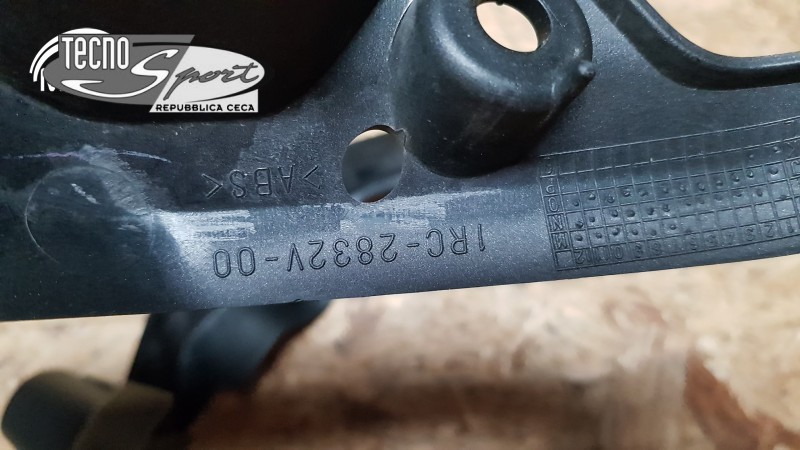 TECNO
Sport
REPUBBLICA CECA
>ABS<
1RC-2832V-00